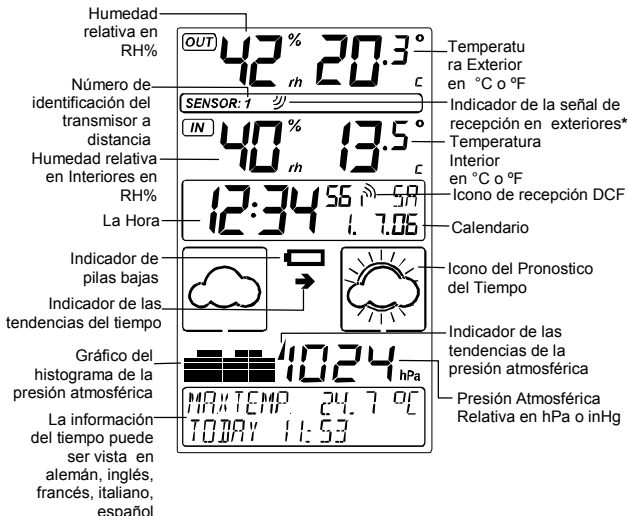 Humedad
relativa en
RH%
Número de
identificación del
transmisor a
distancia
Humedad relativa
en Interiores en
RH%
La Hora
Indicador de
pilas bajas
Indicador de las
tendencias del tiempo
Gráfico del
histograma de la
presión atmosférica
La información
del tiempo puede
ser vista en
alemán, inglés,
francés, italiano,
español
OUT 42 % rh 20.3 ° c
SENSOR: 1
IN 40 % rh 13.5 ° c
12:34 56 SA
1. 7.06
1024 hPa
MAXTEMP. 24.7 ºC
TODAY 11:53
Temperatu
ra Exterior
en °C o ºF
Indicador de la señal de
recepción en exteriores*
Temperatura
Interior
en °C o ºF
Icono de recepción DCF
Calendario
Icono del Pronostico
del Tiempo
Indicador de las
tendencias de la
presión atmosférica
Presión Atmosférica
Relativa en hPa o inHg